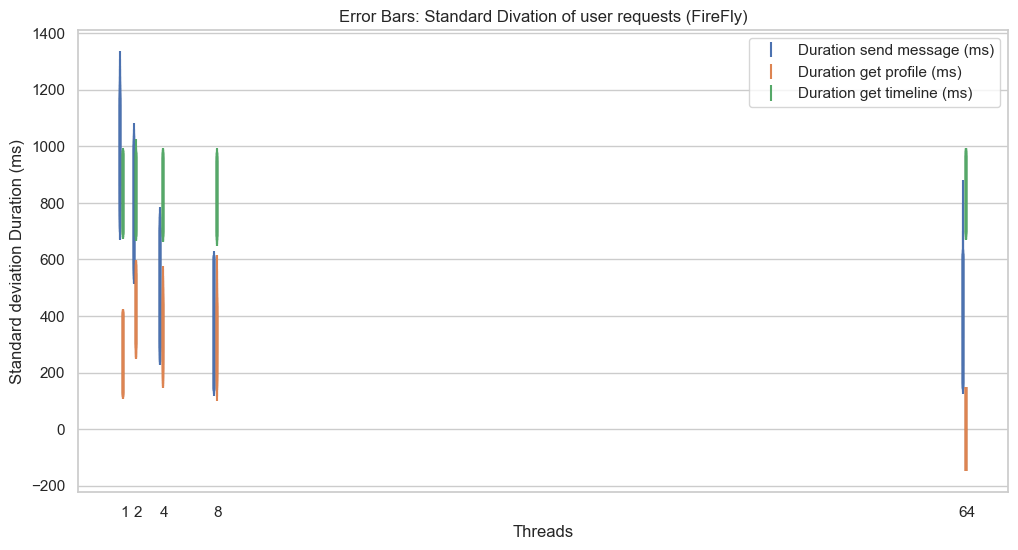 Error Bars: Standard Divation of user requests (FireFly)
1400
1200
1000
800
600
400
200
0
−200
Standard deviation Duration (ms)
Duration send message (ms)
Duration get profile (ms)
Duration get timeline (ms)
1 2 4 8 64
Threads